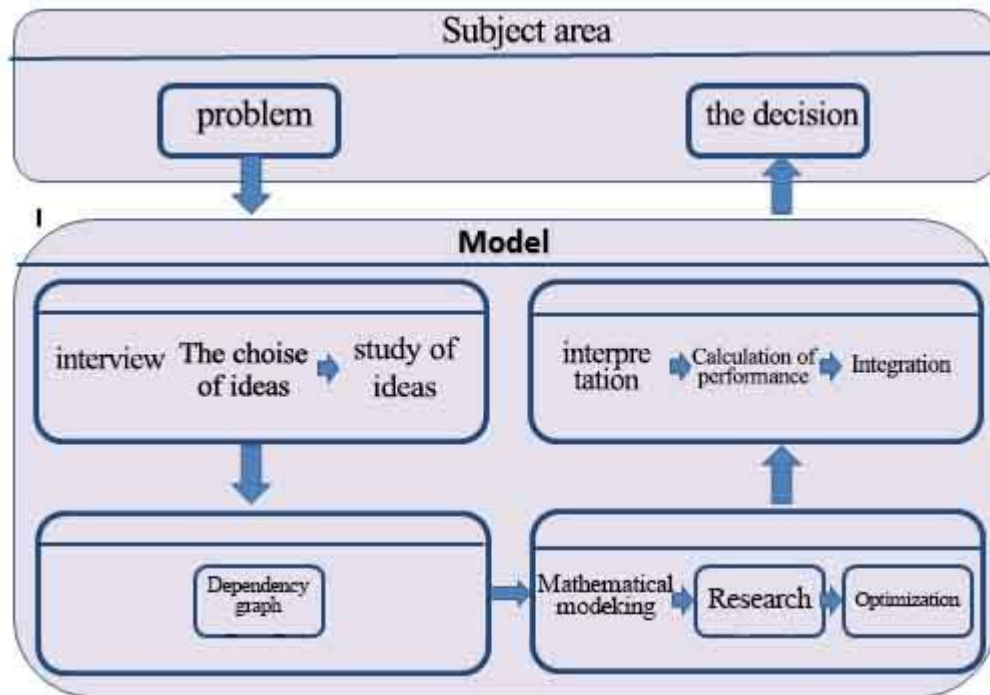 Subject area
problem
the decision
I
Model
interview
The choise
of ideas
study of
ideas
interpre
tation
Calculation of
performance
Integration
Dependency
graph
Mathematical
modeking
Research
Optimization